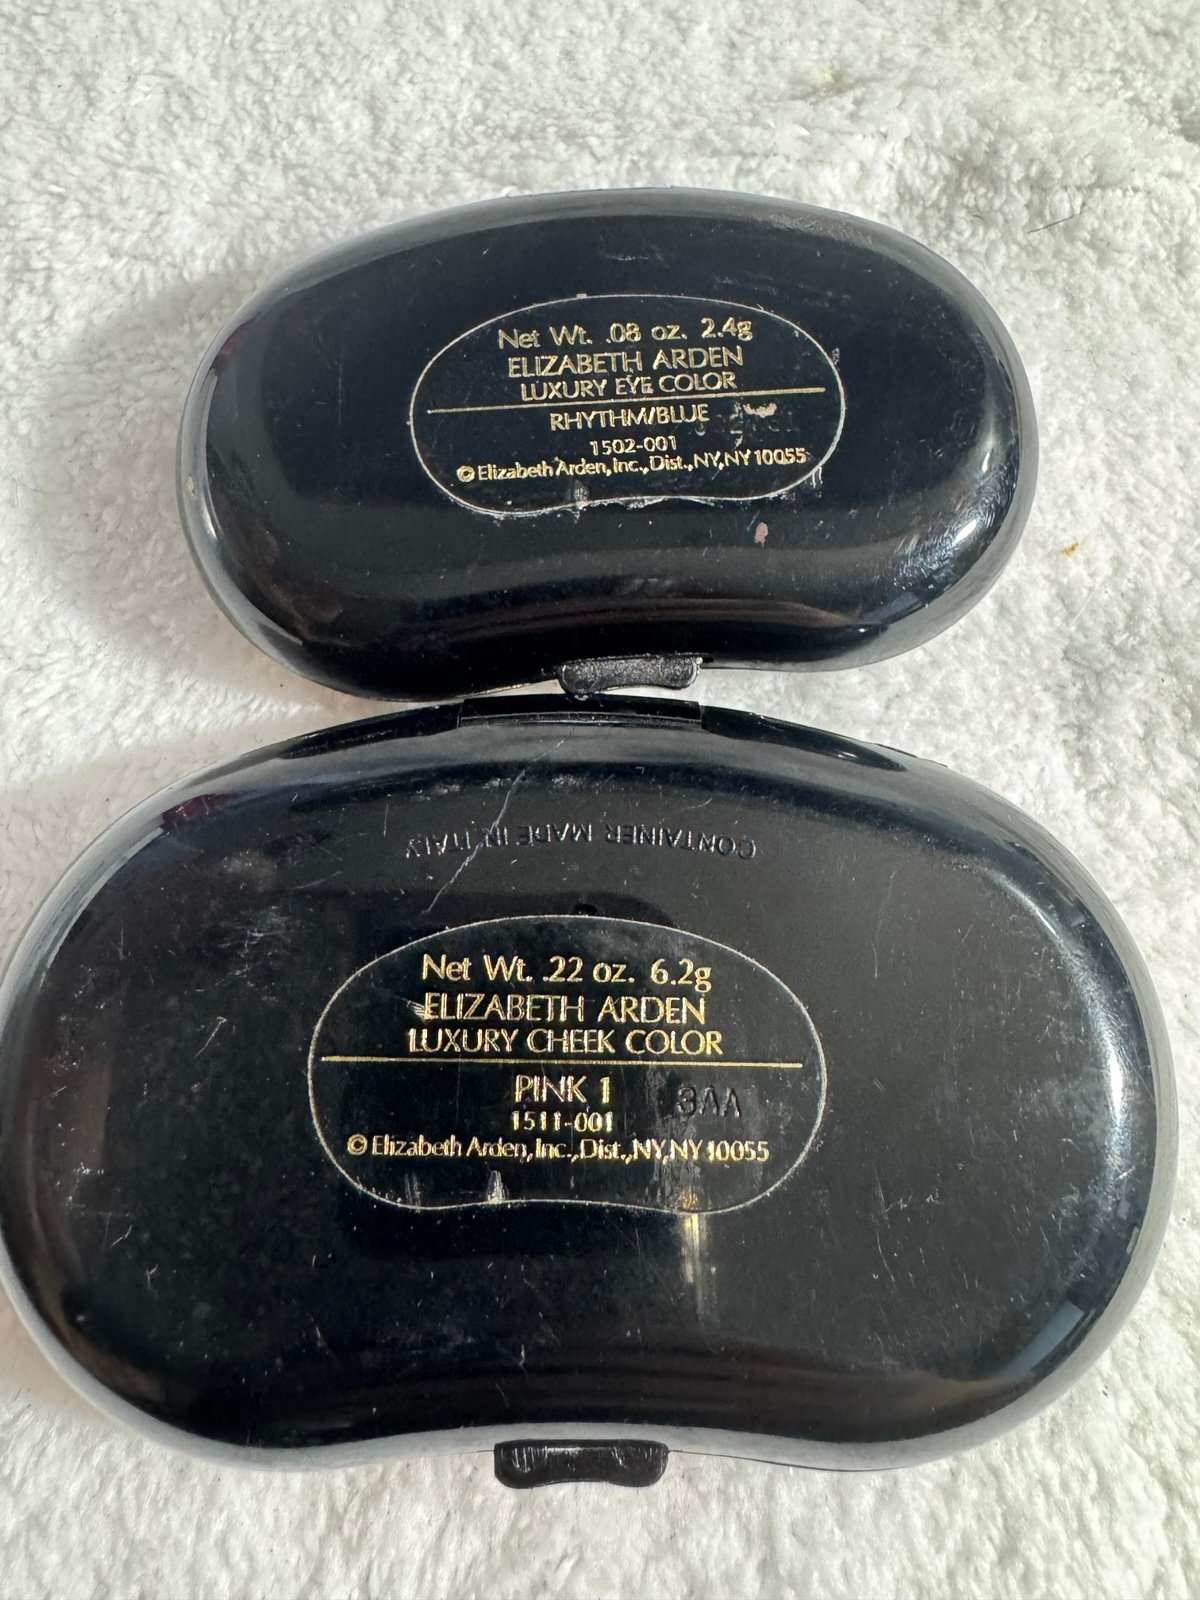 Net Wt. .08 oz. 2.4g
ELIZABETH ARDEN
LUXURY EYE COLOR
RHYTHM/BLUE
1502-001
© Elizabeth Arden, Inc., Dist., NY, NY 10055
CONTAINER MADE IN ITALY
Net Wt. .22 oz. 6.2g
ELIZABETH ARDEN
LUXURY CHEEK COLOR
PINK 1
1511-001
© Elizabeth Arden, Inc., Dist., NY, NY 10055